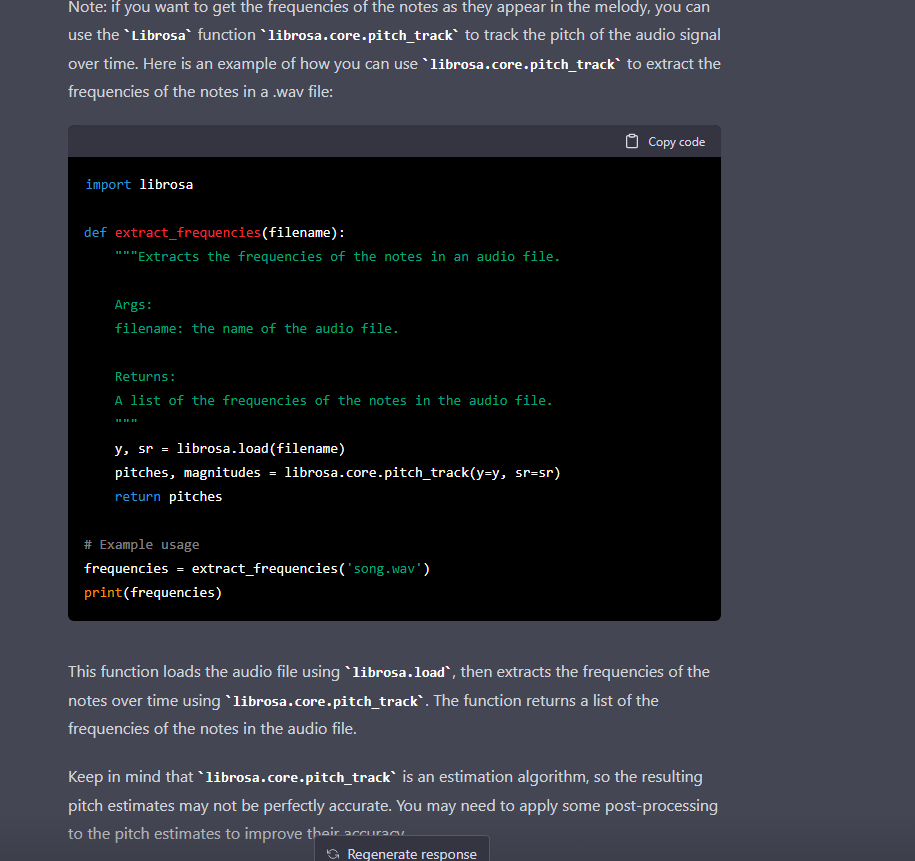 Note: if you want to get the frequencies of the notes as they appear in the melody, you can
use the `Librosa` function `librosa.core.pitch_track` to track the pitch of the audio signal
over time. Here is an example of how you can use `librosa.core.pitch_track` to extract the
frequencies of the notes in a .wav file:
Copy code
import librosa
def extract_frequencies(filename):
"""Extracts the frequencies of the notes in an audio file.
Args:
filename: the name of the audio file.
Returns:
A list of the frequencies of the notes in the audio file.
"""
y, sr = librosa.load(filename)
pitches, magnitudes = librosa.core.pitch_track(y=y, sr=sr)
return pitches
# Example usage
frequencies = extract_frequencies('song.wav')
print(frequencies)
This function loads the audio file using `librosa.load`, then extracts the frequencies of the
notes over time using `librosa.core.pitch_track`. The function returns a list of the
frequencies of the notes in the audio file.
Keep in mind that `librosa.core.pitch_track` is an estimation algorithm, so the resulting
pitch estimates may not be perfectly accurate. You may need to apply some post-processing
to the pitch estimates to improve their accuracy.
Regenerate response